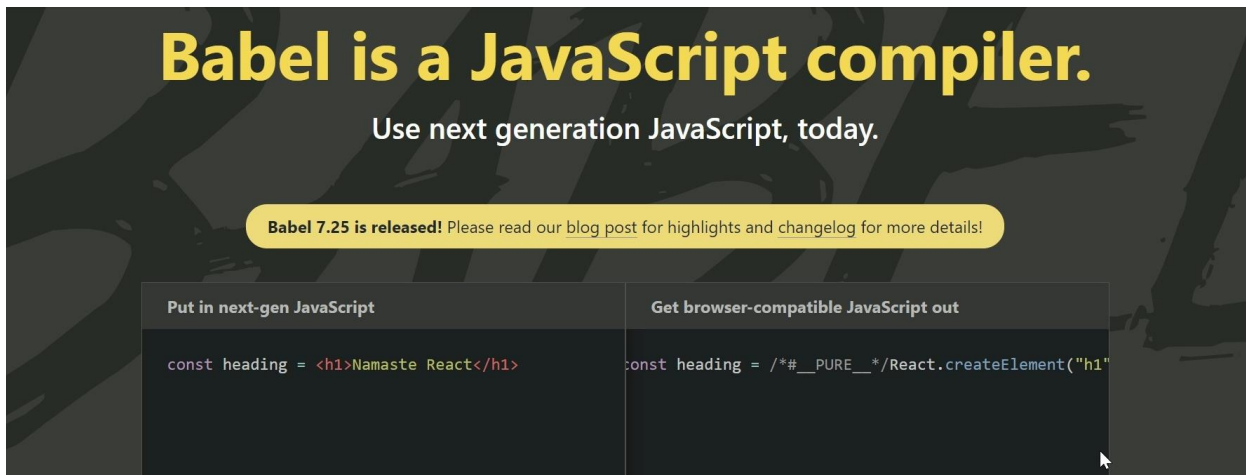 Babel is a JavaScript compiler.
Use next generation JavaScript, today.
Babel 7.25 is released! Please read our blog post for highlights and changelog for more details!
Put in next-gen JavaScript
Get browser-compatible JavaScript out
const heading = <h1>Namaste React</h1>
const heading = /*#__PURE__*/React.createElement("h1"